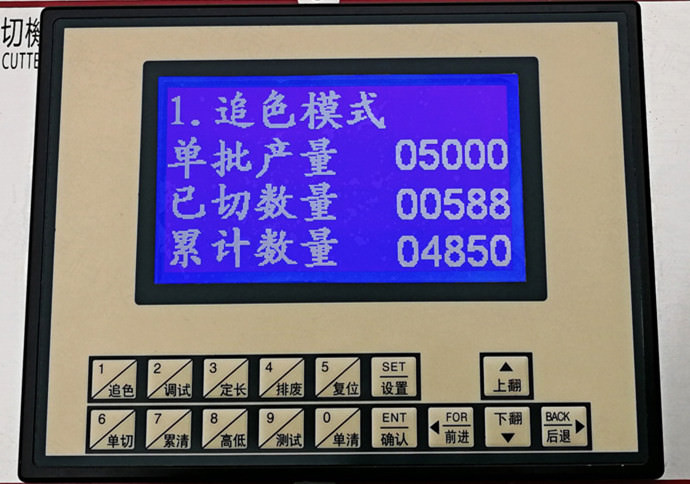 切機
CUTTE
1.追色模式
单批产量 05000
已切数量 00588
累计数量 04850
1 追色 2 调试 3 定长 4 排废 5 复位 SET 设置 ▲ 上翻
6 单切 7 累清 8 高低 9 测试 0 单清 ENT 确认 ◀ FOR 前进 下翻 ▼ BACK 后退 ▶